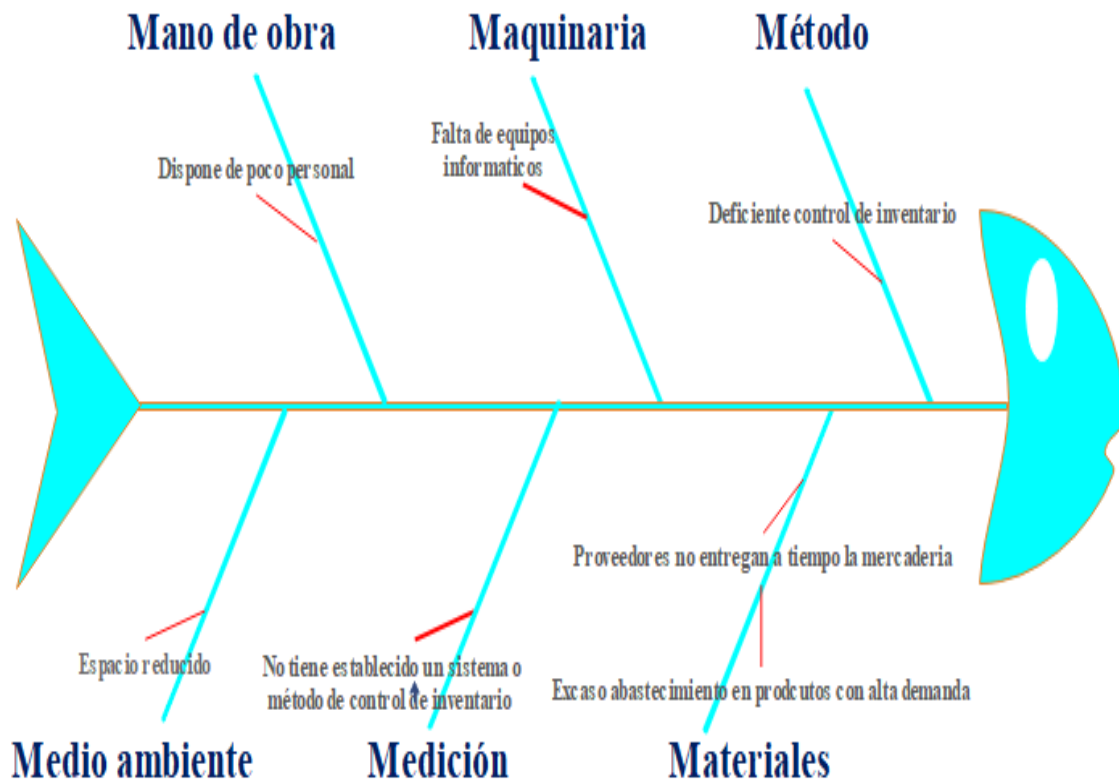 Mano de obra
Maquinaria
Método
Falta de equipos
informaticos
Dispone de poco personal
Deficiente control de inventario
Proveedores no entregan a tiempo la mercaderia
Espacio reducido
No tiene establecido un sistema o
método de control de inventario
Excaso abastecimiento en prodcutos con alta demanda
Medio ambiente
Medición
Materiales